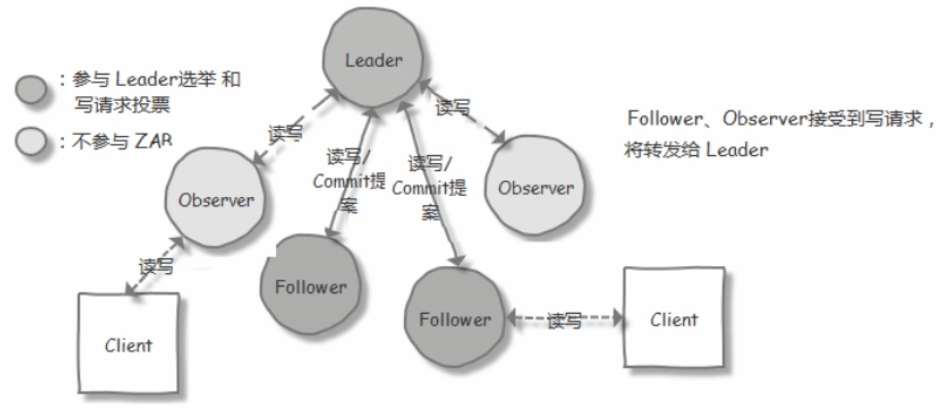 Leader
：参与 Leader选举 和
写请求投票
：不参与 ZAR
Follower、Observer接受到写请求，
将转发给 Leader
读写
读写
读写/
Commit提
案
读写/
Commit提
案
Observer
Observer
读写
Follower
Follower
读写
Client
Client